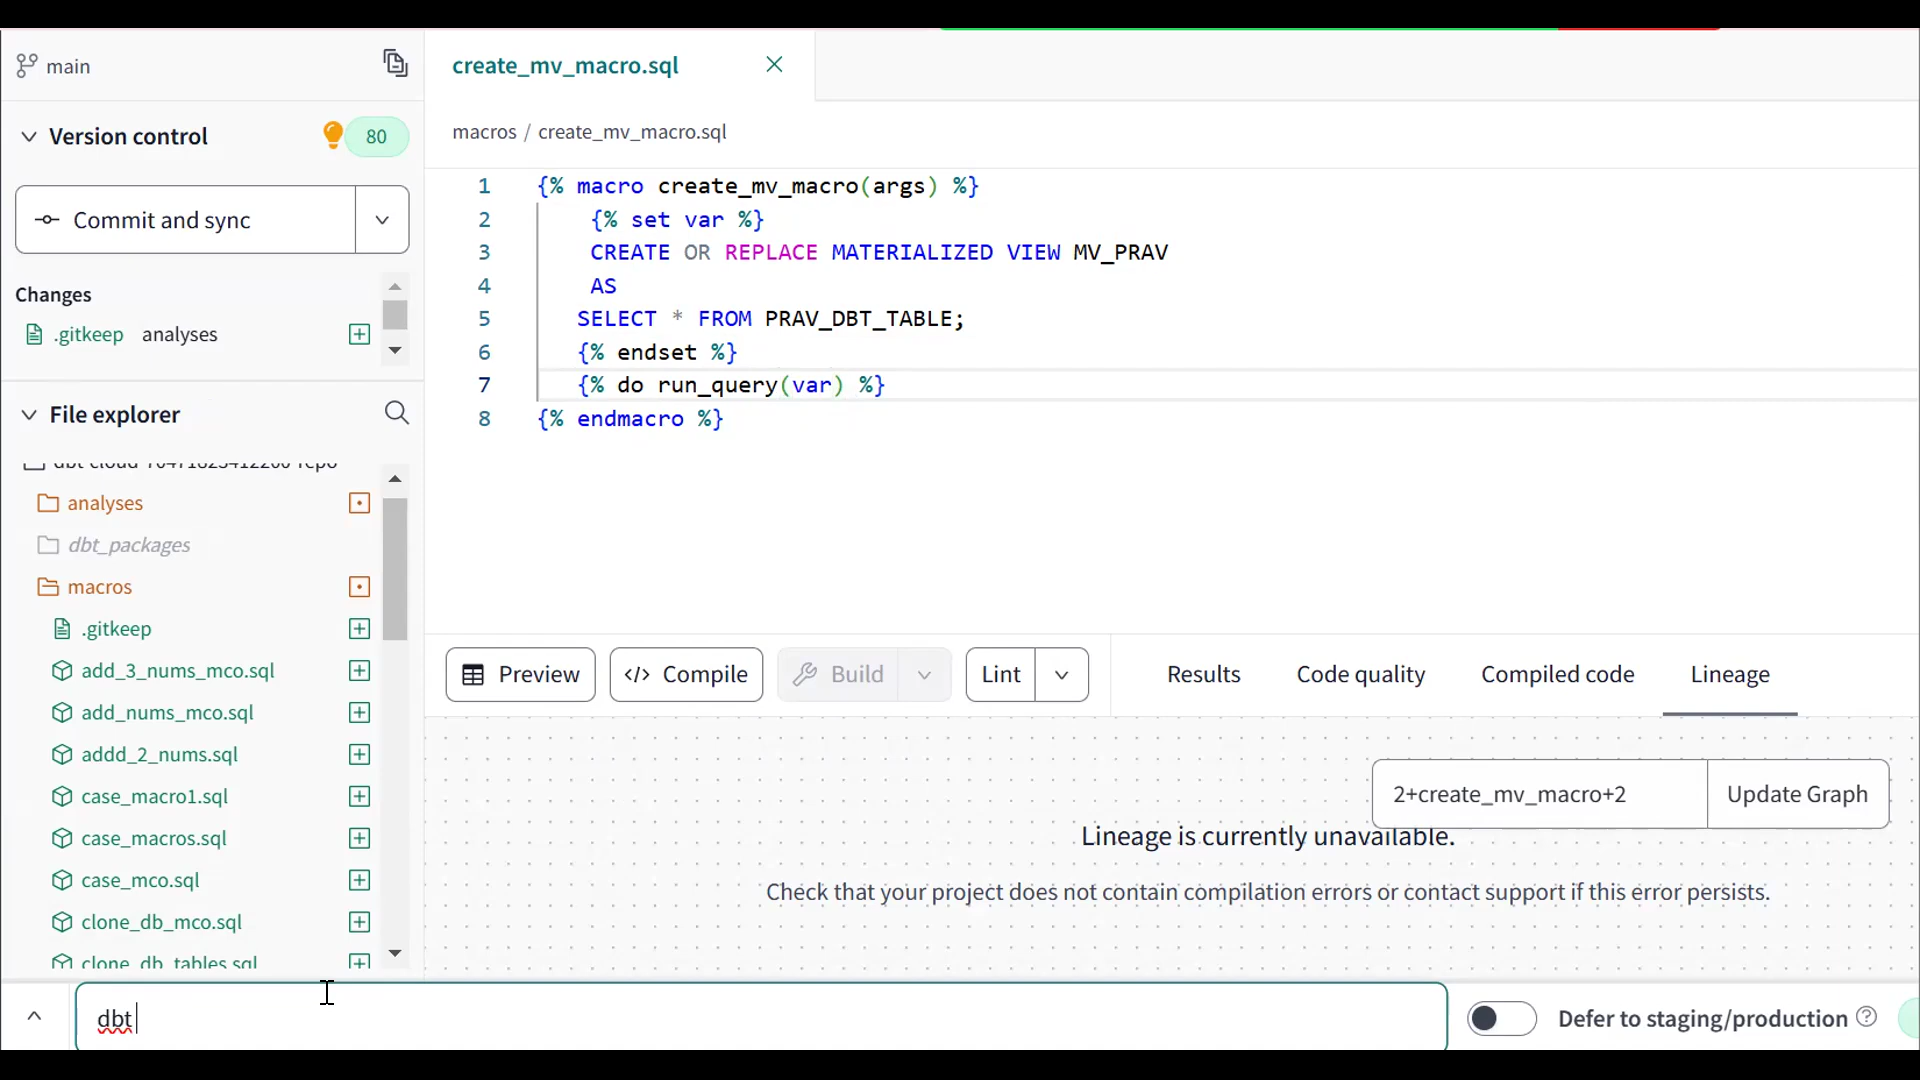 main
create_mv_macro.sql
Version control
80
macros / create_mv_macro.sql
Commit and sync
Changes
.gitkeep analyses
1 {% macro create_mv_macro(args) %}
2 {% set var %}
3 CREATE OR REPLACE MATERIALIZED VIEW MV_PRAV
4 AS
5 SELECT * FROM PRAV_DBT_TABLE;
6 {% endset %}
7 {% do run_query(var) %}
8 {% endmacro %}
File explorer
analyses
dbt_packages
macros
.gitkeep
add_3_nums_mco.sql
add_nums_mco.sql
addd_2_nums.sql
case_macro1.sql
case_macros.sql
case_mco.sql
clone_db_mco.sql
clone_db_tables.sql
Preview
Compile
Build
Lint
Results
Code quality
Compiled code
Lineage
2+create_mv_macro+2
Update Graph
Lineage is currently unavailable.
Check that your project does not contain compilation errors or contact support if this error persists.
dbt
Defer to staging/production